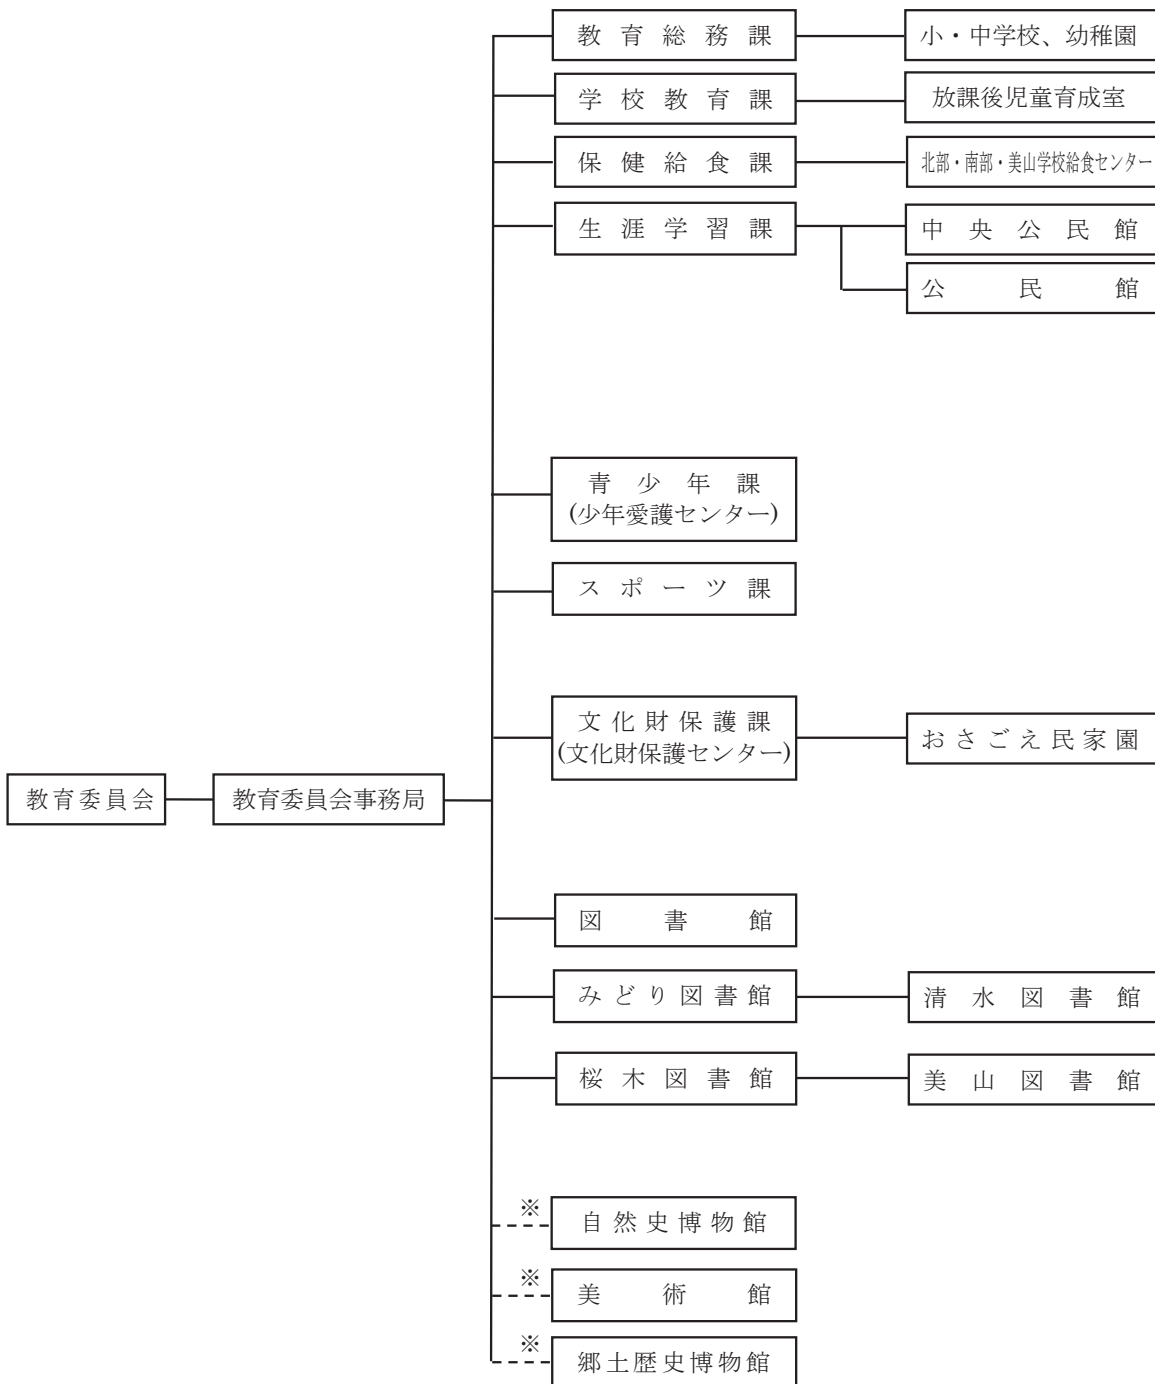 教育総務課
小・中学校、幼稚園
学校教育課
放課後児童育成室
保健給食課
北部・南部・美山学校給食センター
生涯学習課
中央公民館
公民館
青少年課
(少年愛護センター)
スポーツ課
文化財保護課
(文化財保護センター)
おさごえ民家園
教育委員会
教育委員会事務局
図書館
みどり図書館
清水図書館
桜木図書館
美山図書館
※
自然史博物館
※
美術館
※
郷土歴史博物館